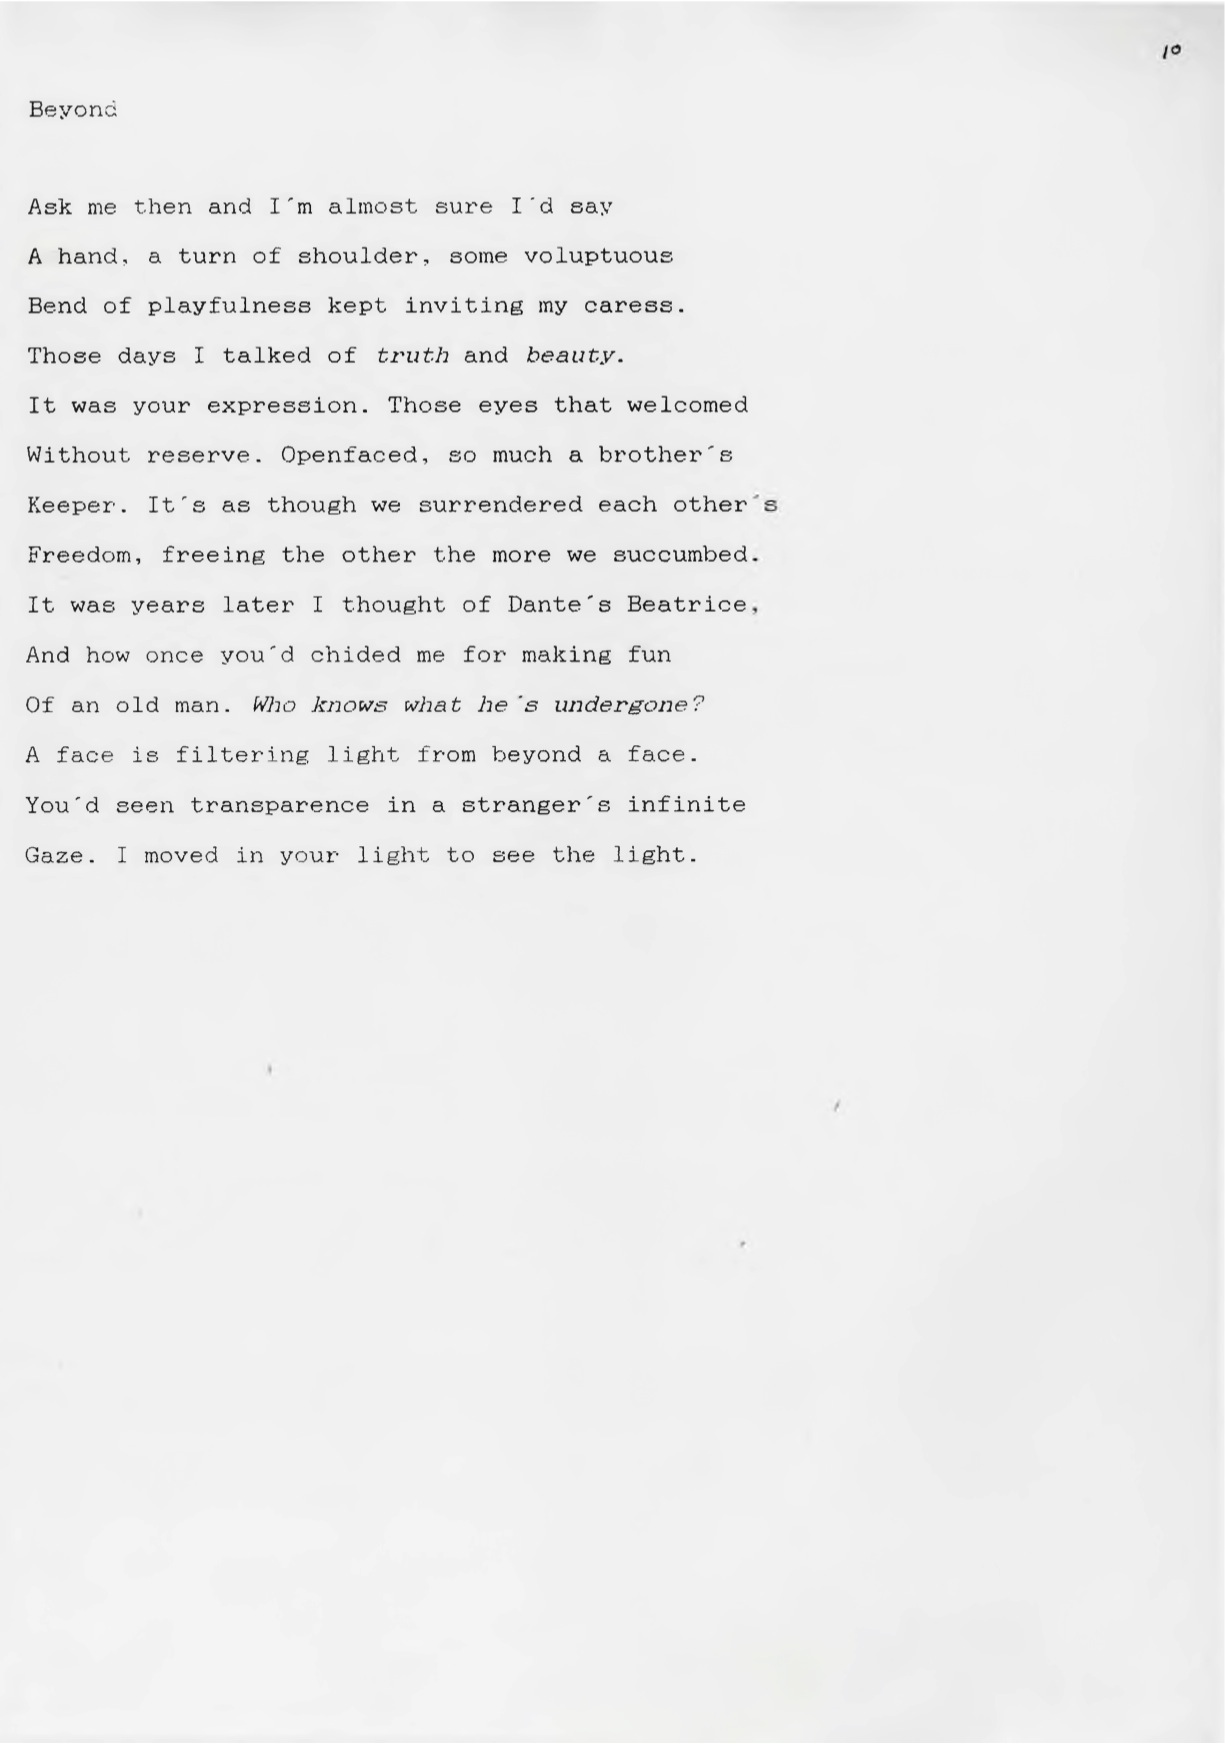 10
Beyond
Ask me then and I´m almost sure I´d say
A hand, a turn of shoulder, some voluptuous
Bend of playfulness kept inviting my caress.
Those days I talked of truth and beauty.
It was your expression. Those eyes that welcomed
Without reserve. Openfaced, so much a brother´s
Keeper. It´s as though we surrendered each other´s
Freedom, freeing the other the more we succumbed.
It was years later I thought of Dante´s Beatrice,
And how once you´d chided me for making fun
Of an old man. Who knows what he´s undergone?
A face is filtering light from beyond a face.
You´d seen transparence in a stranger´s infinite
Gaze. I moved in your light to see the light.